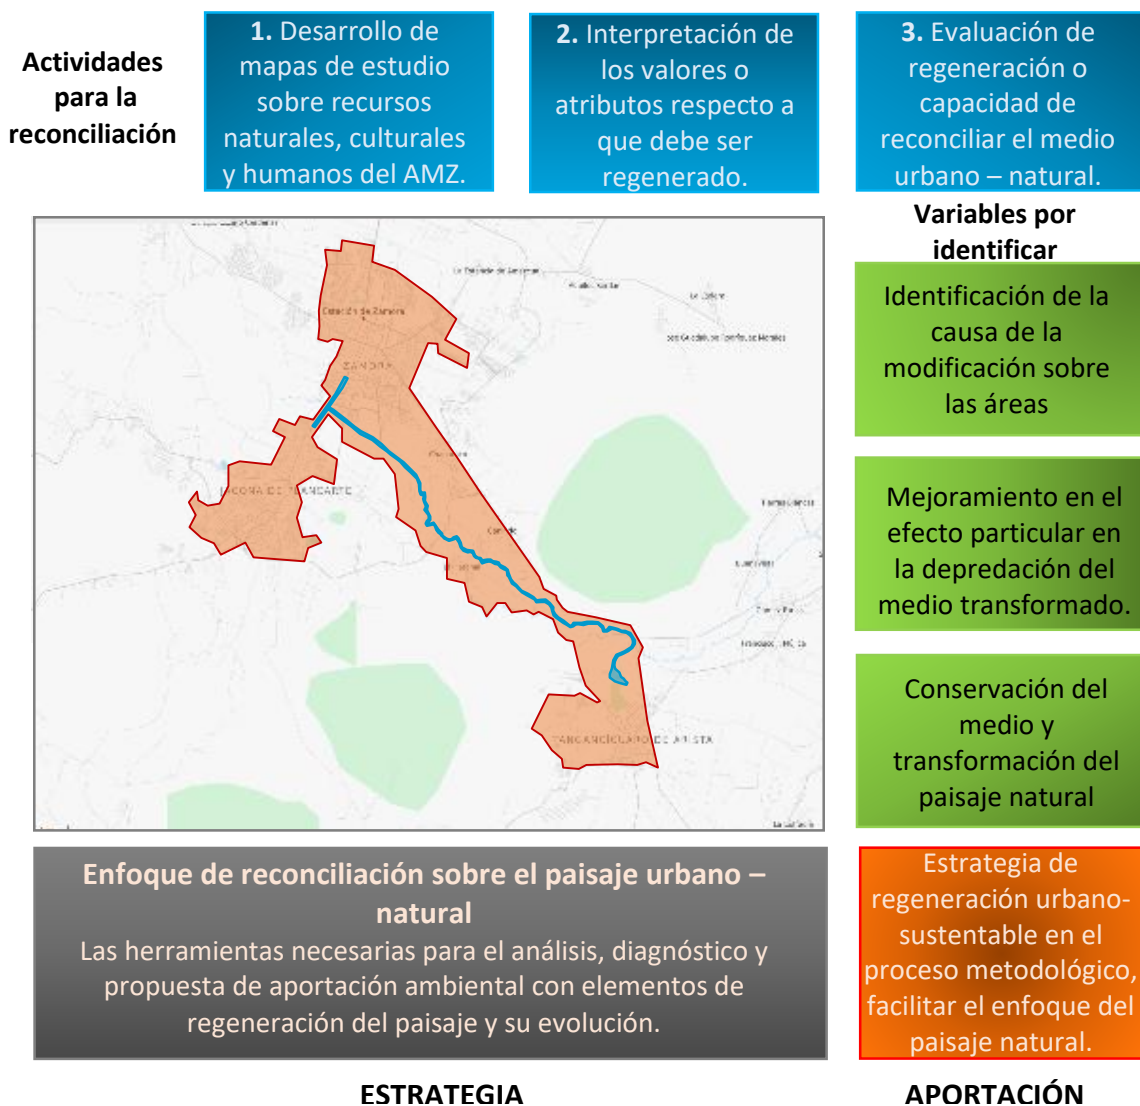 Actividades
para la
reconciliación
1. Desarrollo de
mapas de estudio
sobre recursos
naturales, culturales
y humanos del AMZ.
2. Interpretación de
los valores o
atributos respecto a
que debe ser
regenerado.
3. Evaluación de
regeneración o
capacidad de
reconciliar el medio
urbano – natural.
Variables por
identificar
Identificación de la
causa de la
modificación sobre
las áreas
Mejoramiento en el
efecto particular en
la depredación del
medio transformado.
Conservación del
medio y
transformación del
paisaje natural
Estación de Zamora
ZAMORA
Enfoque de reconciliación sobre el paisaje urbano –
natural
Las herramientas necesarias para el análisis, diagnóstico y
propuesta de aportación ambiental con elementos de
regeneración del paisaje y su evolución.
Estrategia de
regeneración urbano-
sustentable en el
proceso metodológico,
facilitar el enfoque del
paisaje natural.
ESTRATEGIA
APORTACIÓN